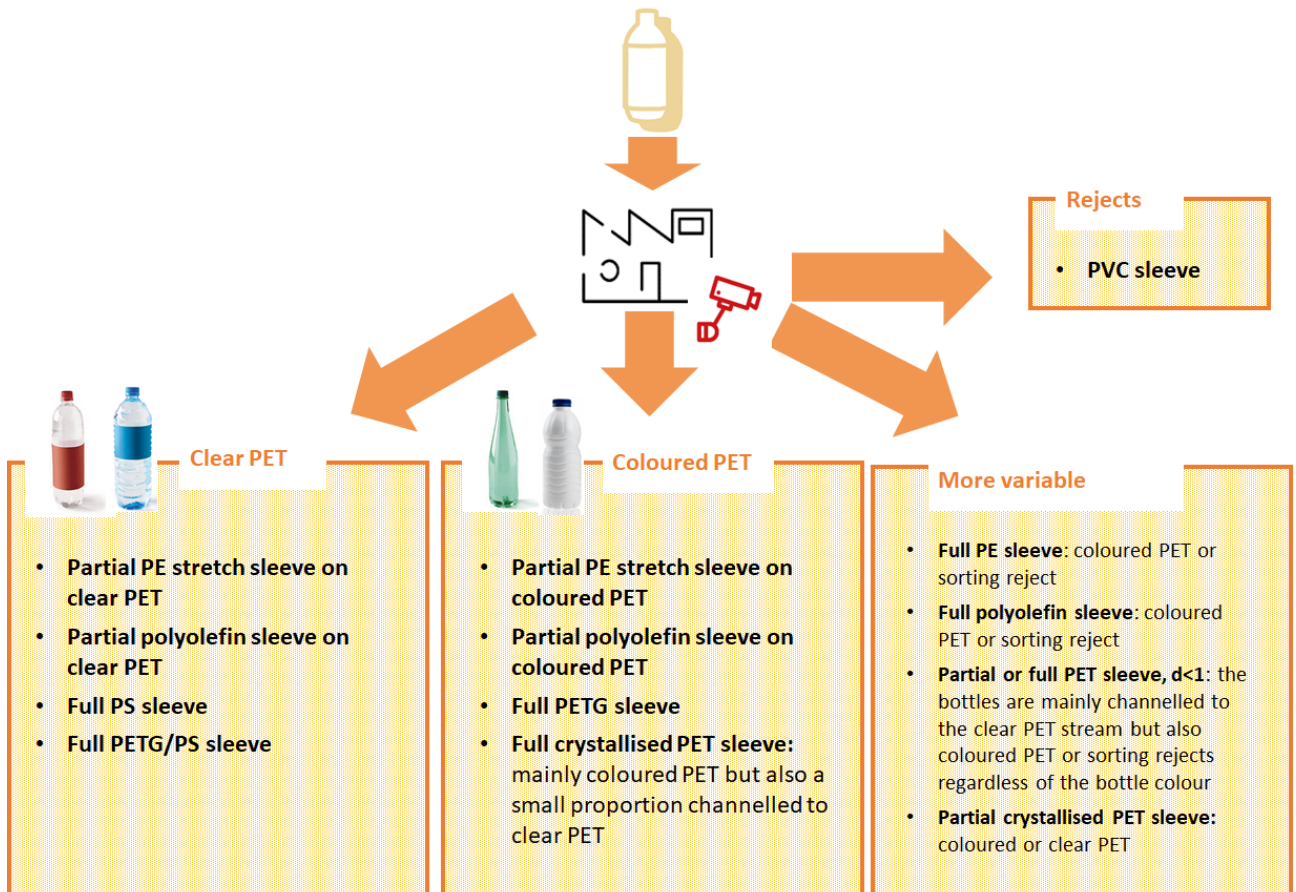 Rejects
• PVC sleeve
Clear PET
• Partial PE stretch sleeve on
clear PET
• Partial polyolefin sleeve on
clear PET
• Full PS sleeve
• Full PETG/PS sleeve
Coloured PET
• Partial PE stretch sleeve on
coloured PET
• Partial polyolefin sleeve on
coloured PET
• Full PETG sleeve
• Full crystallised PET sleeve:
mainly coloured PET but also a
small proportion channelled to
clear PET
More variable
• Full PE sleeve: coloured PET or
sorting reject
• Full polyolefin sleeve: coloured
PET or sorting reject
• Partial or full PET sleeve, d<1: the
bottles are mainly channelled to
the clear PET stream but also
coloured PET or sorting rejects
regardless of the bottle colour
• Partial crystallised PET sleeve:
coloured or clear PET